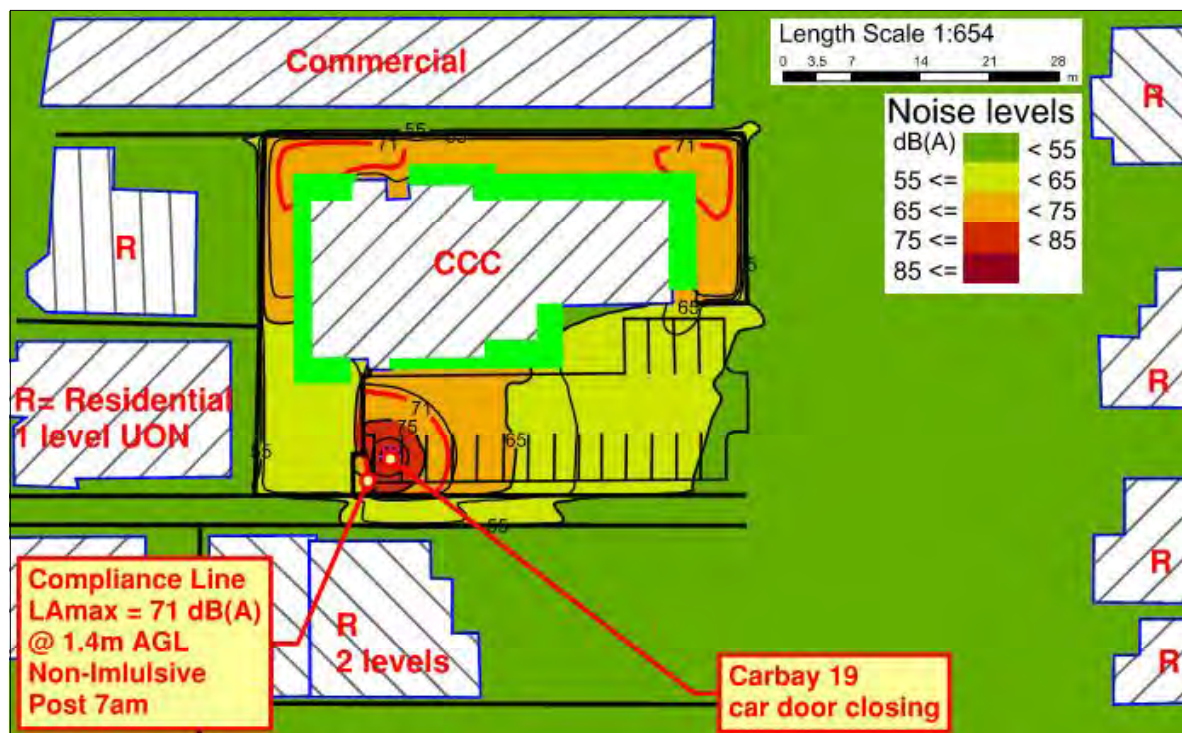 Commercial
Length Scale 1:654
0 3.5 7 14 21 28
m
Noise levels
dB(A)
< 55
55 <= < 65
65 <= < 75
75 <= < 85
85 <=
R
55
71
71
R
CCC
65
R= Residential
1 level UON
R
71
75
65
55
55
R
R
Compliance Line
LAmax = 71 dB(A)
@ 1.4m AGL
Non-Imlulsive
Post 7am
R
2 levels
Carbay 19
car door closing
R